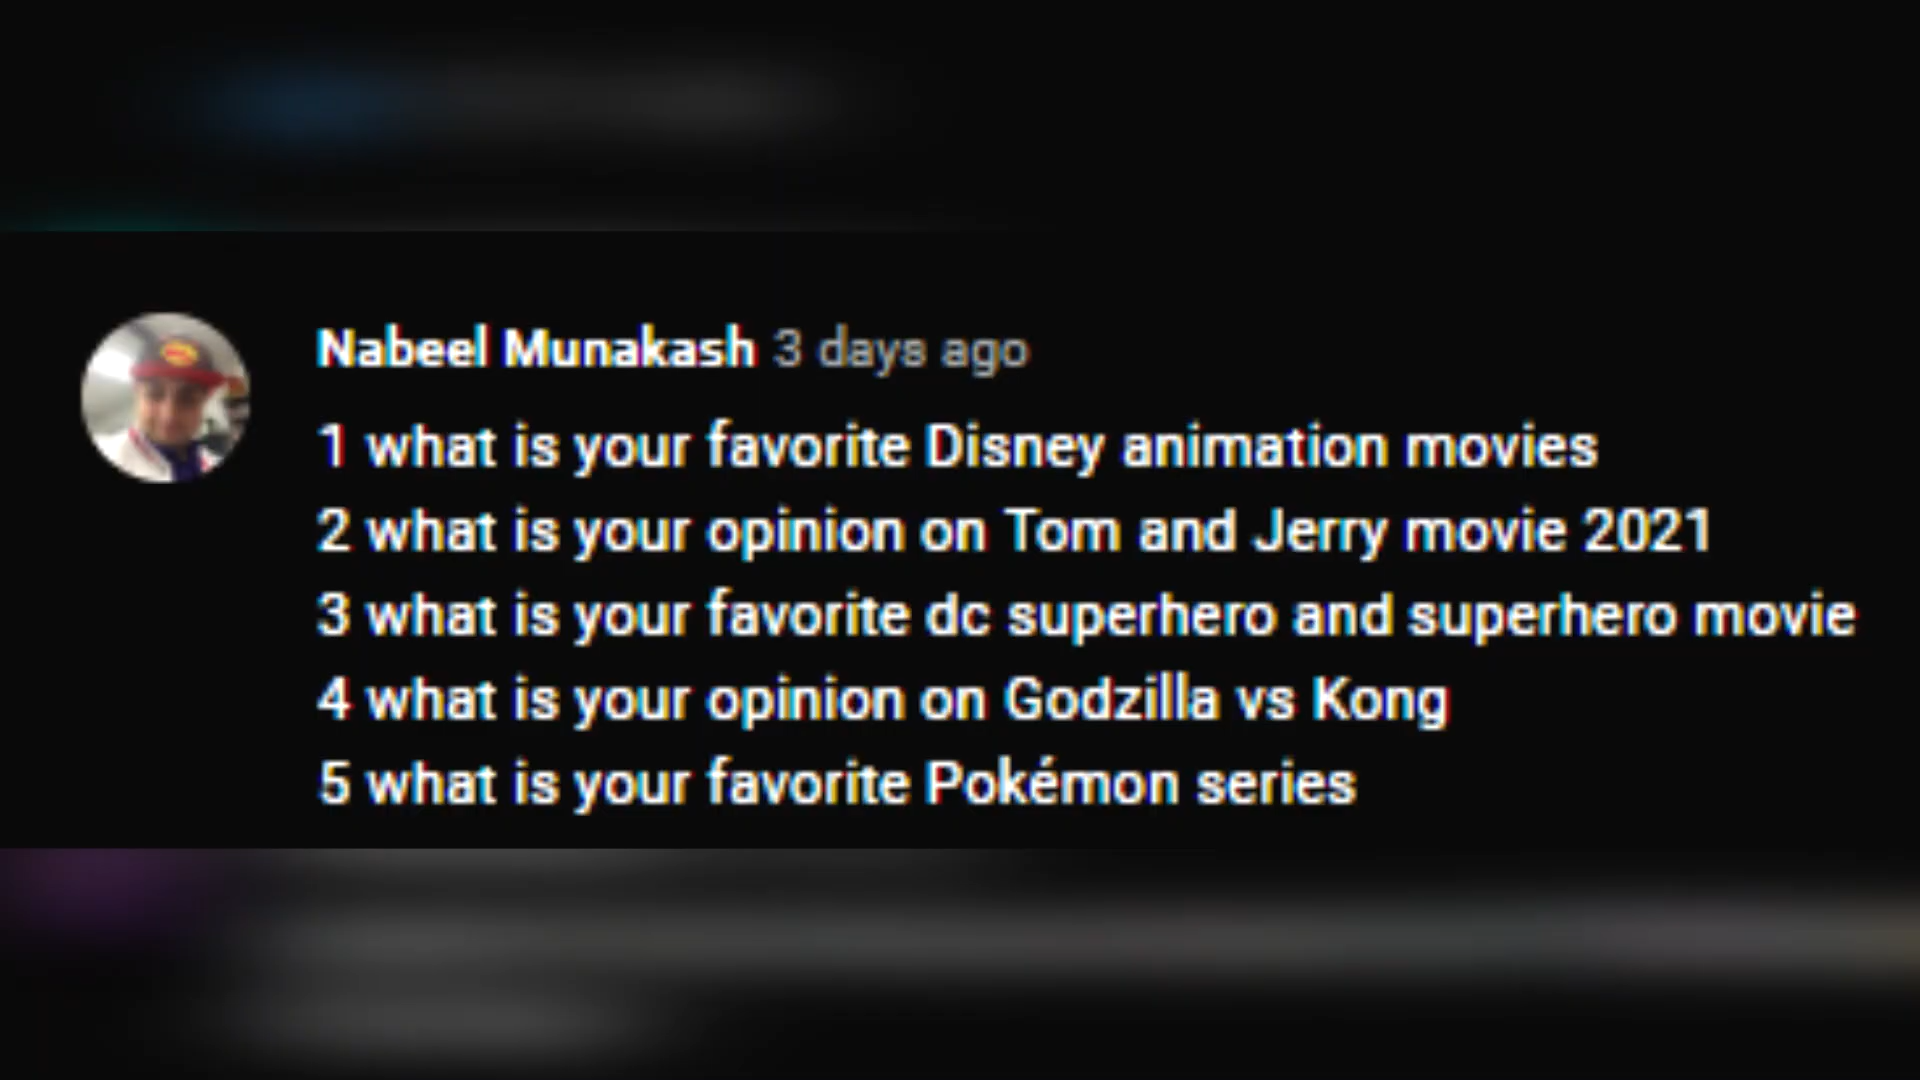 Nabeel Munakash 3 days ago
1 what is your favorite Disney animation movies
2 what is your opinion on Tom and Jerry movie 2021
3 what is your favorite dc superhero and superhero movie
4 what is your opinion on Godzilla vs Kong
5 what is your favorite Pokémon series